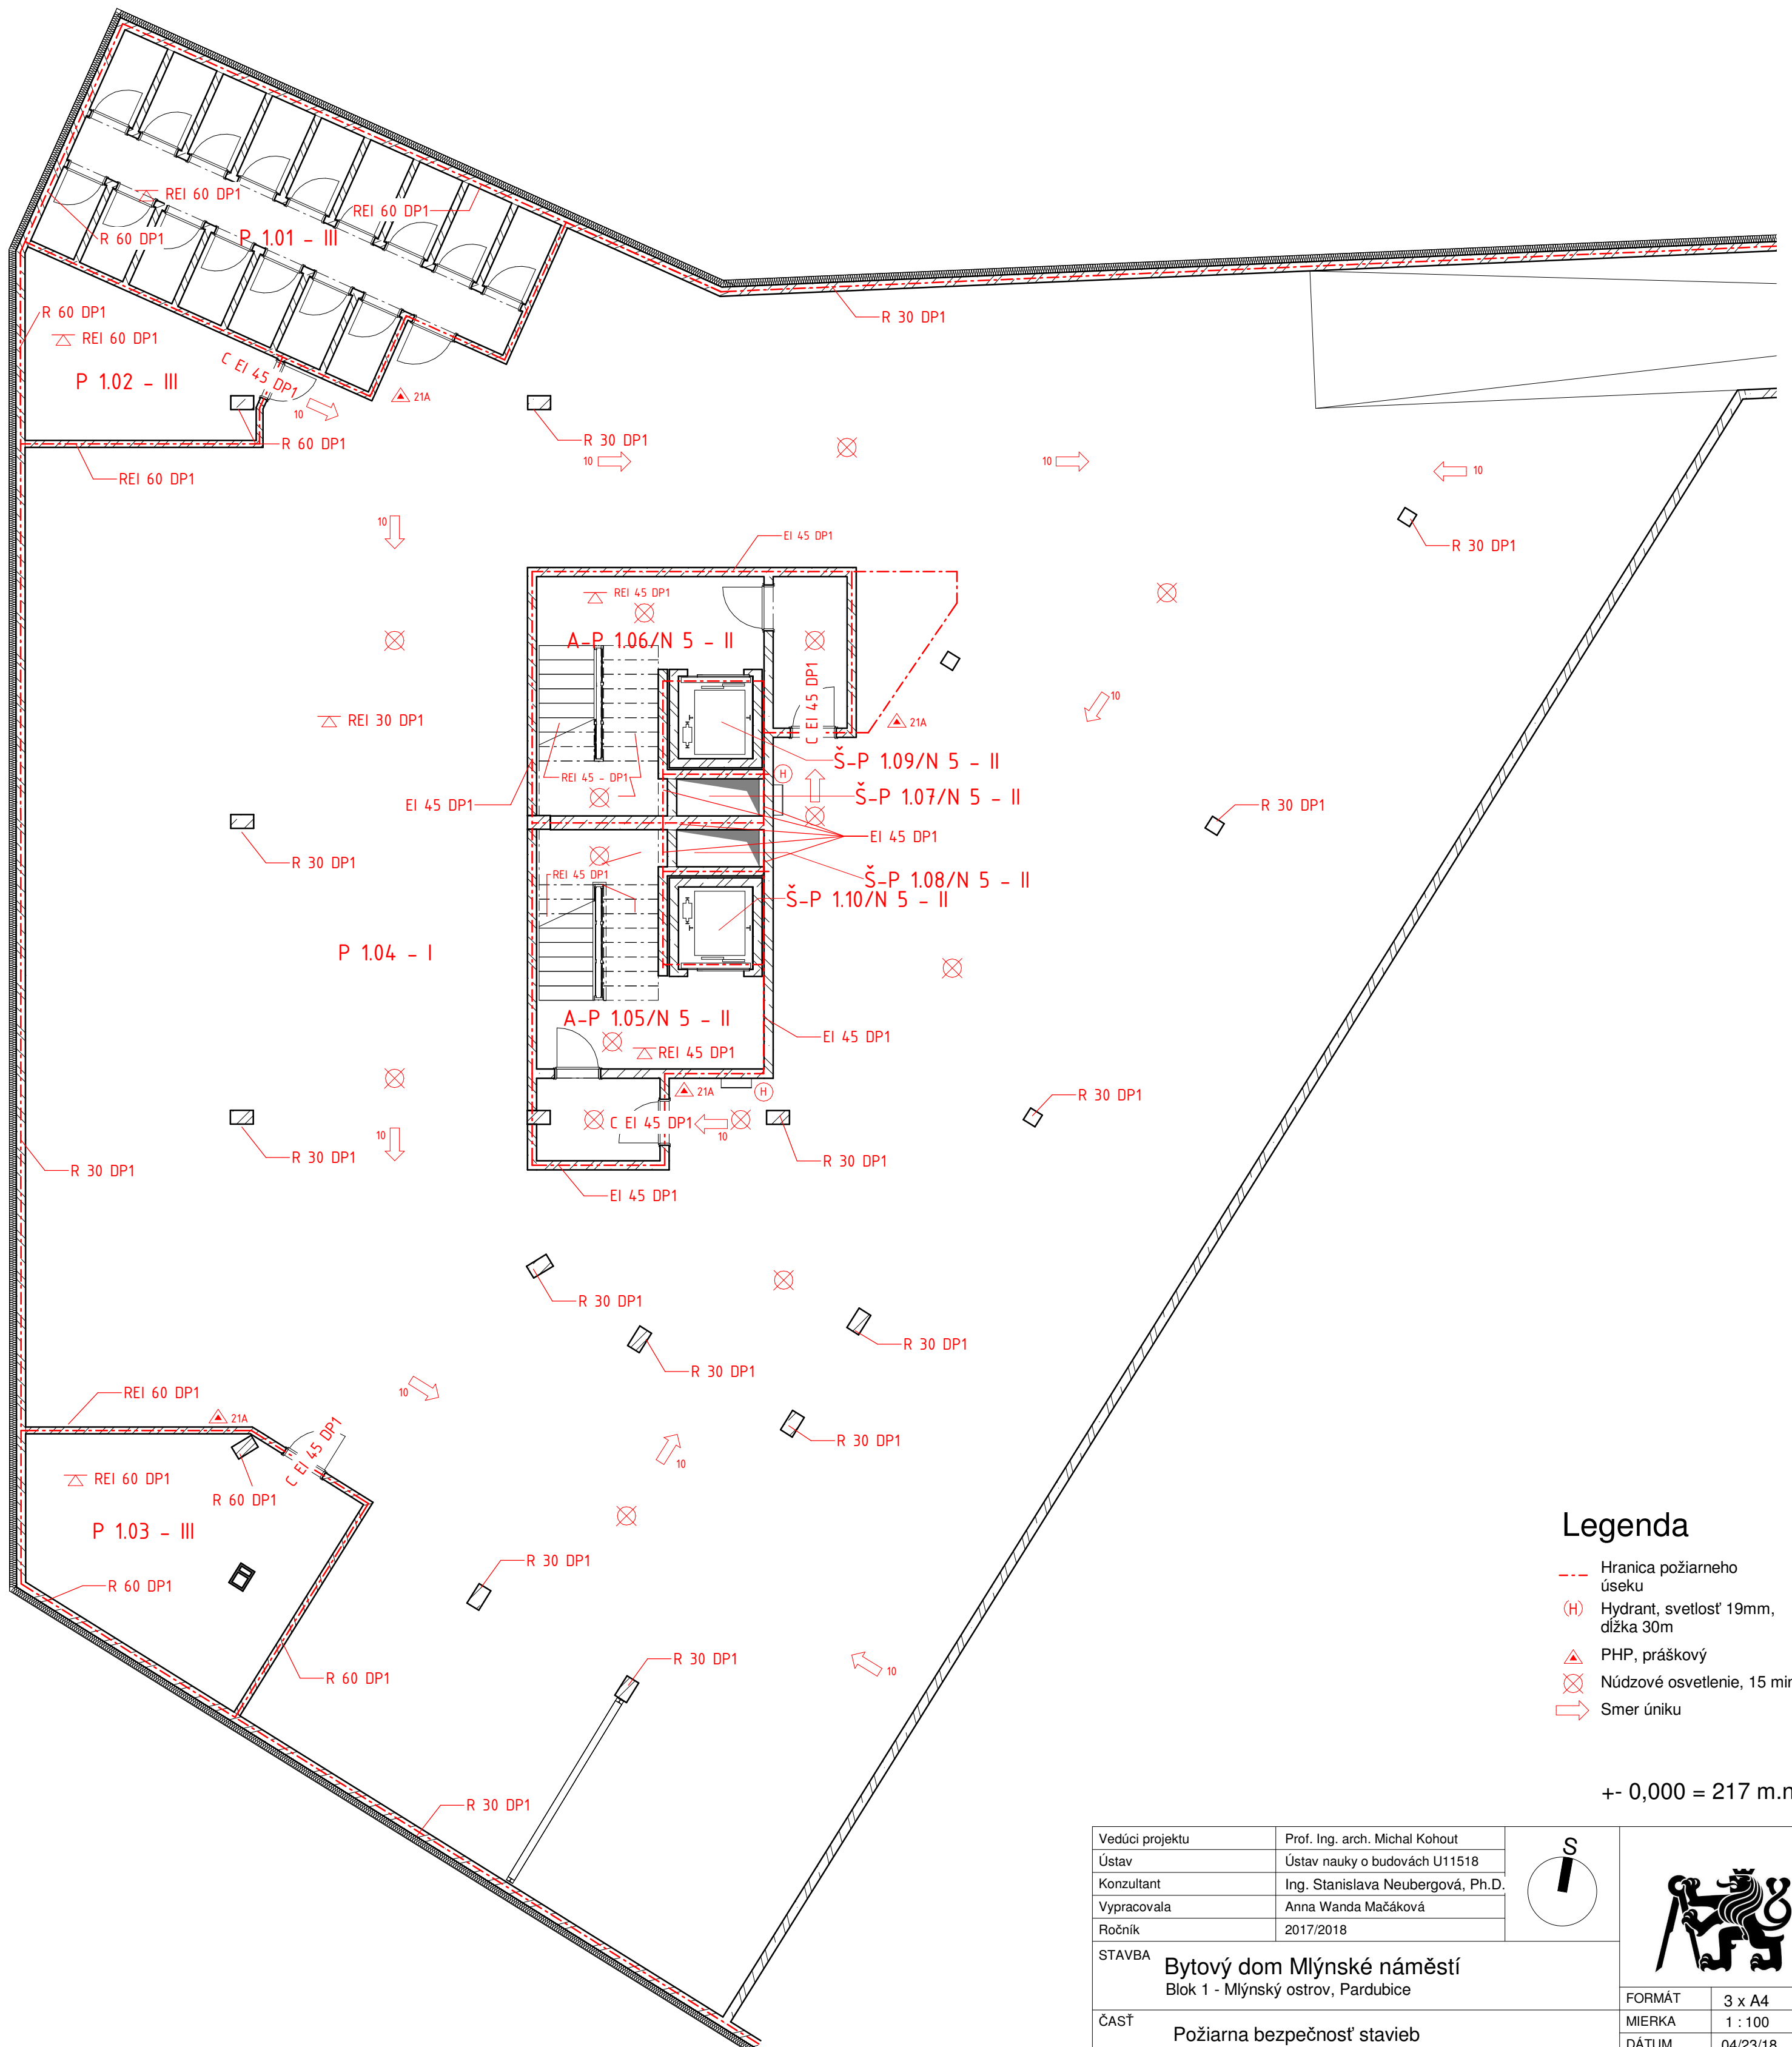 REI 60 DP1
REI 60 DP1
R 60 DP1
P 1.01 - III
R 60 DP1
REI 60 DP1
R 30 DP1
C EI 45 DP1
P 1.02 - III
21A
10
R 60 DP1
R 30 DP1
10
10
10
REI 60 DP1
10
EI 45 DP1
R 30 DP1
REI 45 DP1
A-P 1.06/N 5 - II
C EI 45 DP1
10
REI 30 DP1
21A
Š-P 1.09/N 5 - II
H
REI 45 - DP1
Š-P 1.07/N 5 - II
EI 45 DP1
R 30 DP1
EI 45 DP1
R 30 DP1
REI 45 DP1
Š-P 1.08/N 5 - II
Š-P 1.10/N 5 - II
P 1.04 - I
A-P 1.05/N 5 - II
EI 45 DP1
REI 45 DP1
21A
H
R 30 DP1
C EI 45 DP1
10
10
R 30 DP1
R 30 DP1
R 30 DP1
EI 45 DP1
R 30 DP1
R 30 DP1
R 30 DP1
REI 60 DP1
10
21A
C EI 45 DP1
R 30 DP1
10
REI 60 DP1
R 60 DP1
P 1.03 - III
R 30 DP1
R 60 DP1
R 60 DP1
R 30 DP1
10
R 30 DP1
Legenda
Hranica požiarneho
úseku
H Hydrant, svetlosť 19mm,
dĺžka 30m
PHP, práškový
Núdzové osvetlenie, 15 min
Smer úniku
+- 0,000 = 217 m.n
Vedúci projektu Prof. Ing. arch. Michal Kohout
Ústav Ústav nauky o budovách U11518
Konzultant Ing. Stanislava Neubergová, Ph.D.
Vypracovala Anna Wanda Mačáková
Ročník 2017/2018
S
STAVBA Bytový dom Mlýnské náměstí
Blok 1 - Mlýnský ostrov, Pardubice
FORMÁT 3 x A4
ČASŤ Požiarna bezpečnosť stavieb
MIERKA 1 : 100
DÁTUM 04/23/18